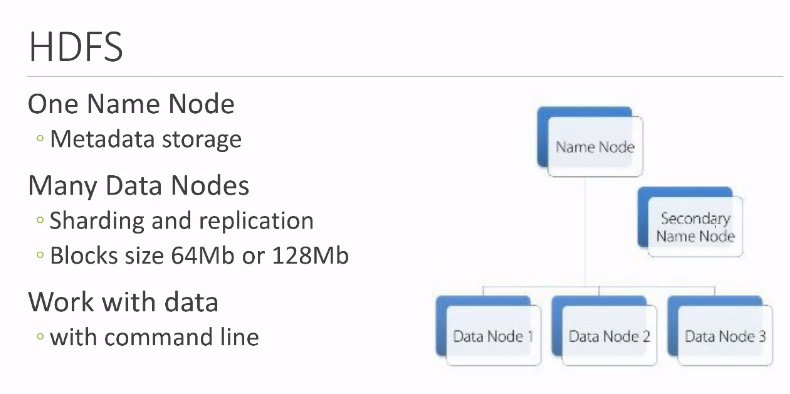 HDFS
One Name Node
Metadata storage
Many Data Nodes
Sharding and replication
Blocks size 64Mb or 128Mb
Work with data
with command line
Name Node
Secondary
Name Node
Data Node 1
Data Node 2
Data Node 3